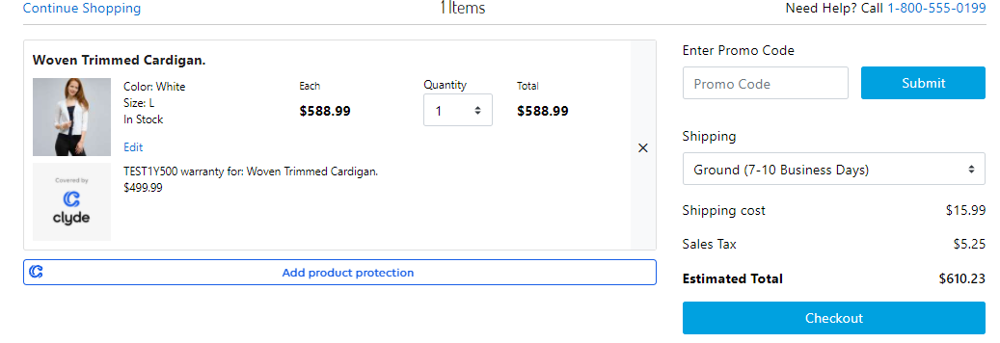 Continue Shopping
1 Items
Need Help? Call 1-800-555-0199
Woven Trimmed Cardigan.
Color: White
Size: L
In Stock
Edit
Each
$588.99
Quantity
1
Total
$588.99
×
Covered by
clyde
TEST1Y500 warranty for: Woven Trimmed Cardigan.
$499.99
Add product protection
Enter Promo Code
Promo Code
Submit
Shipping
Ground (7-10 Business Days)
Shipping cost $15.99
Sales Tax $5.25
Estimated Total $610.23
Checkout